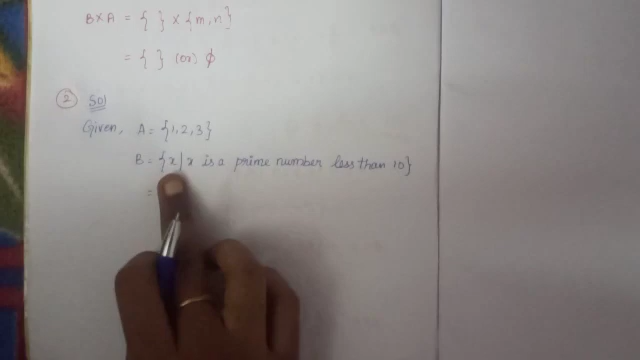 B×A = { } × {m,n}
= { } (or) φ
② Sol
Given, A = {1,2,3}
B = {x | x is a prime number less than 10}
=